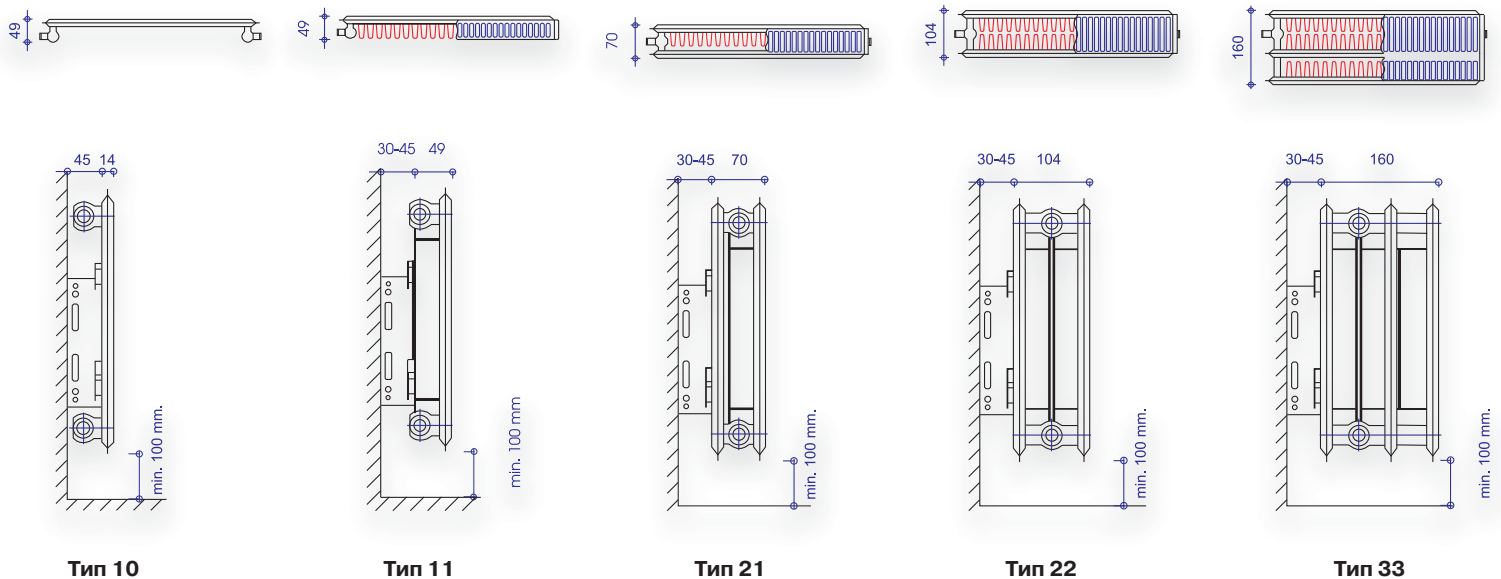 49
49
70
104
160
45 14
30-45 49
30-45 70
30-45 104
30-45 160
min. 100 mm.
min. 100 mm
min. 100 mm.
min. 100 mm.
min. 100 mm.
Тип 10
Тип 11
Тип 21
Тип 22
Тип 33